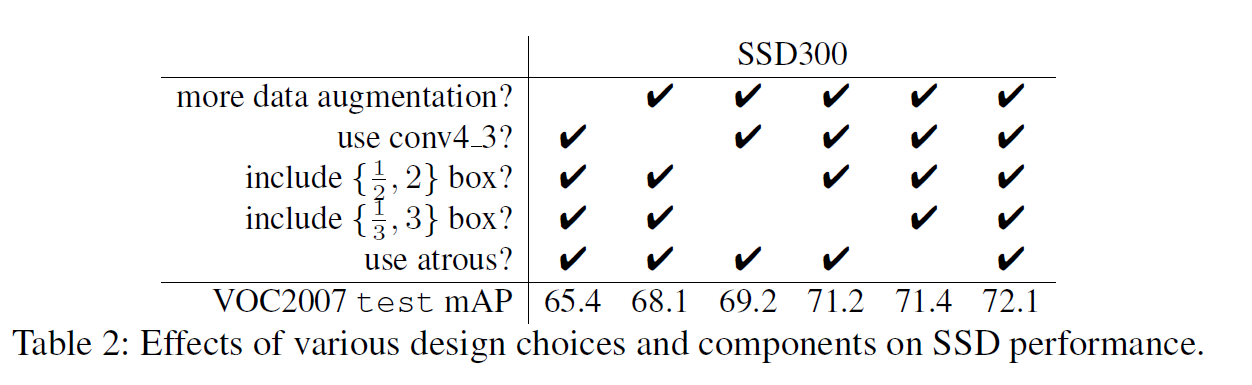 SSD300
more data augmentation? ✔ ✔ ✔ ✔ ✔
use conv4_3? ✔ ✔ ✔ ✔ ✔
include {1/2, 2} box? ✔ ✔ ✔ ✔ ✔
include {1/3, 3} box? ✔ ✔ ✔ ✔
use atrous? ✔ ✔ ✔ ✔ ✔
VOC2007 test mAP 65.4 68.1 69.2 71.2 71.4 72.1
Table 2: Effects of various design choices and components on SSD performance.